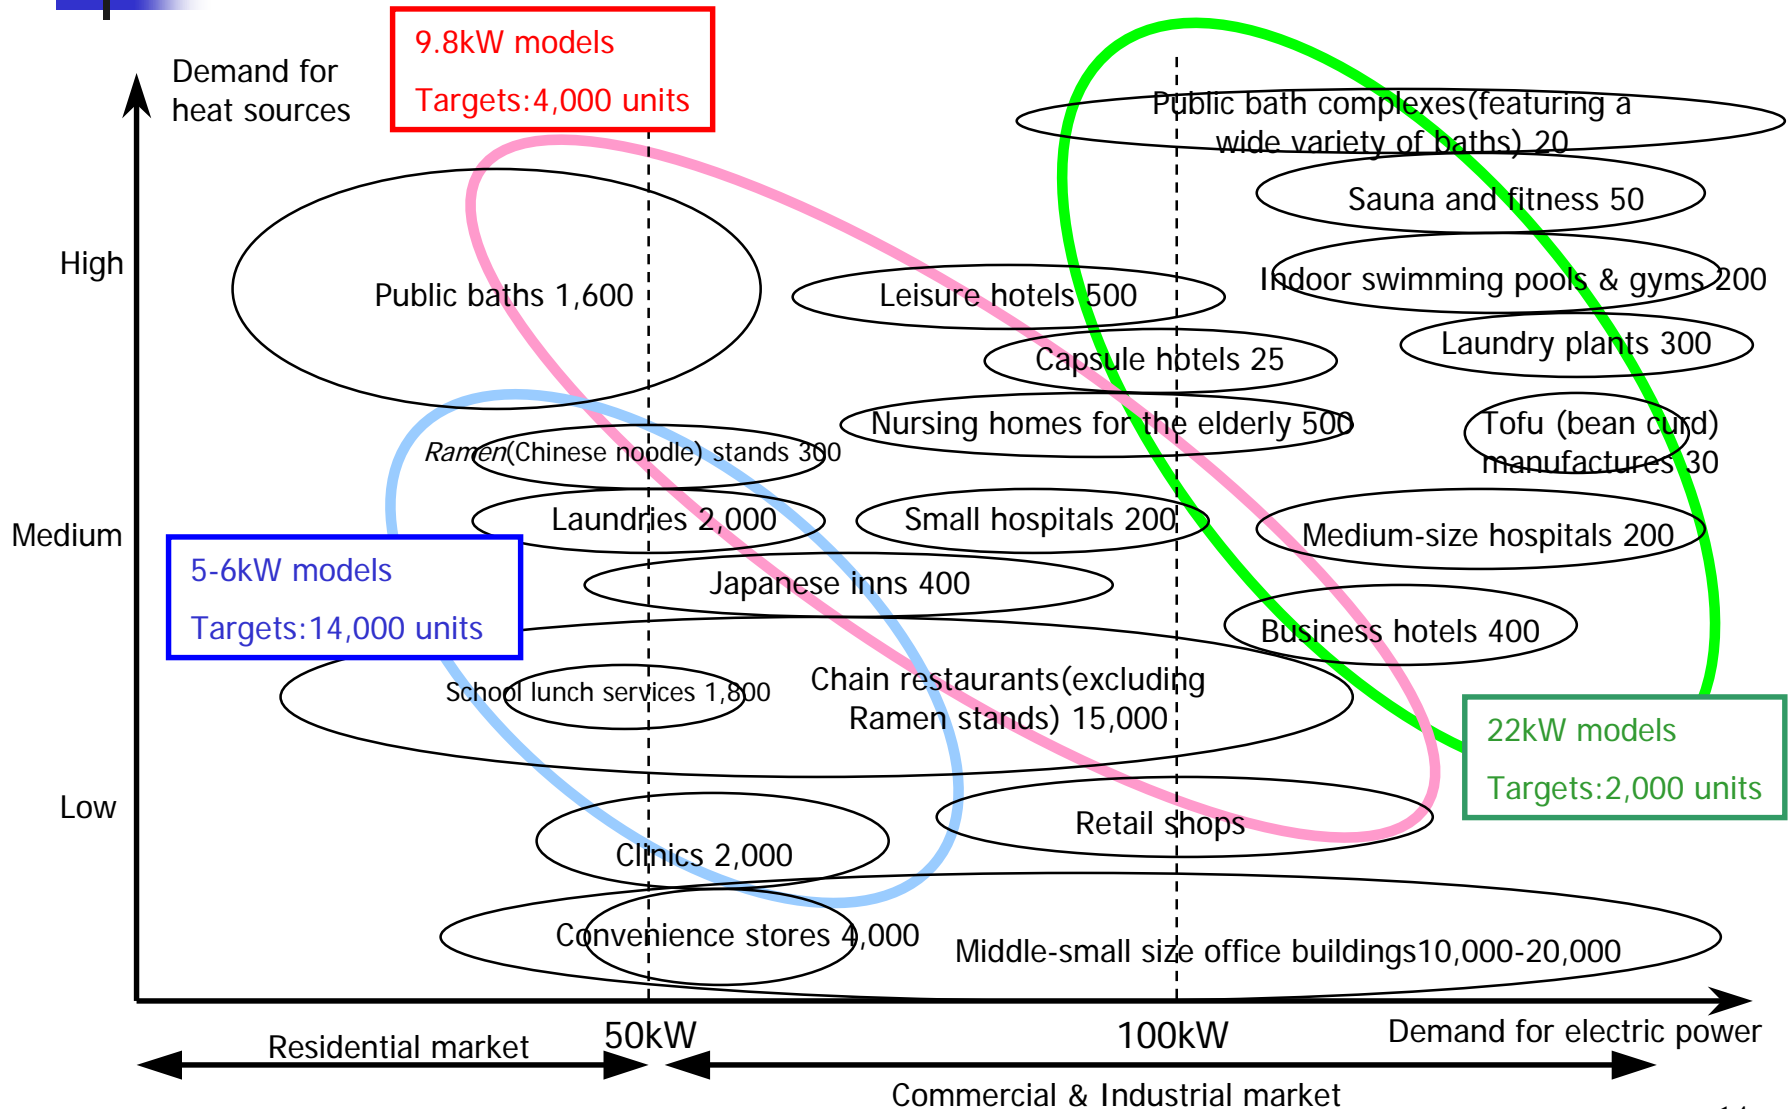 9.8kW models
Targets:4,000 units
Demand for
heat sources
Public bath complexes(featuring a
wide variety of baths) 20
Sauna and fitness 50
High
Public baths 1,600
Leisure hotels 500
Indoor swimming pools & gyms 200
Capsule hotels 25
Laundry plants 300
Nursing homes for the elderly 500
Tofu (bean curd)
manufactures 30
Ramen(Chinese noodle) stands 300
Medium
Laundries 2,000
Small hospitals 200
Medium-size hospitals 200
5-6kW models
Targets:14,000 units
Japanese inns 400
Business hotels 400
School lunch services 1,800
Chain restaurants(excluding
Ramen stands) 15,000
22kW models
Targets:2,000 units
Low
Retail shops
Clinics 2,000
Convenience stores 4,000
Middle-small size office buildings10,000-20,000
50kW
100kW
Demand for electric power
Residential market
Commercial & Industrial market